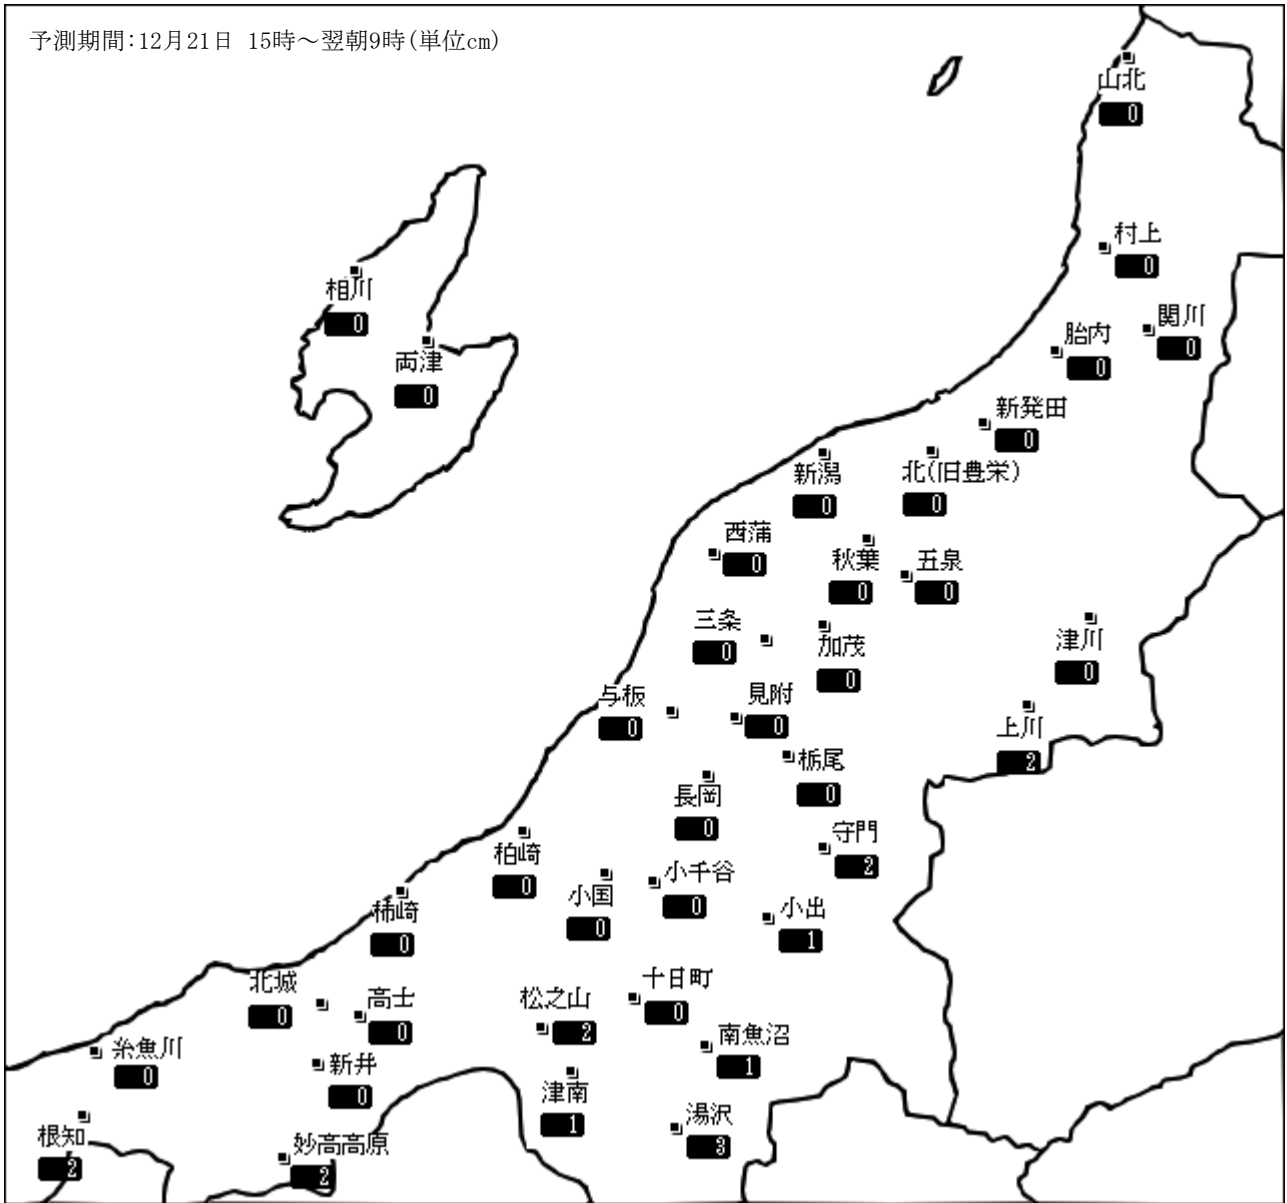 予測期間:12月21日 15時～翌朝9時(単位cm)
山北
0
村上
0
関川
0
胎内
0
相川
0
両津
0
新発田
0
新潟
0
北(旧豊栄)
0
西蒲
0
秋葉
0
五泉
0
三条
0
加茂
0
津川
0
与板
0
見附
0
上川
2
栃尾
0
長岡
0
守門
2
柏崎
0
小国
0
小千谷
0
小出
1
柿崎
0
北城
0
高士
0
松之山
2
十日町
0
南魚沼
1
糸魚川
0
新井
0
津南
1
湯沢
3
根知
2
妙高高原
2